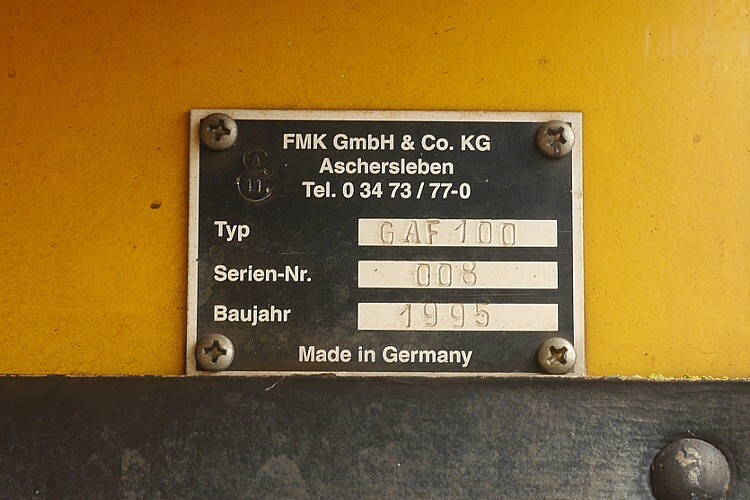 FMK GmbH & Co. KG
Aschersleben
Tel. 0 34 73 / 77-0
A
11
Typ GAF 100
Serien-Nr. 008
Baujahr 1995
Made in Germany